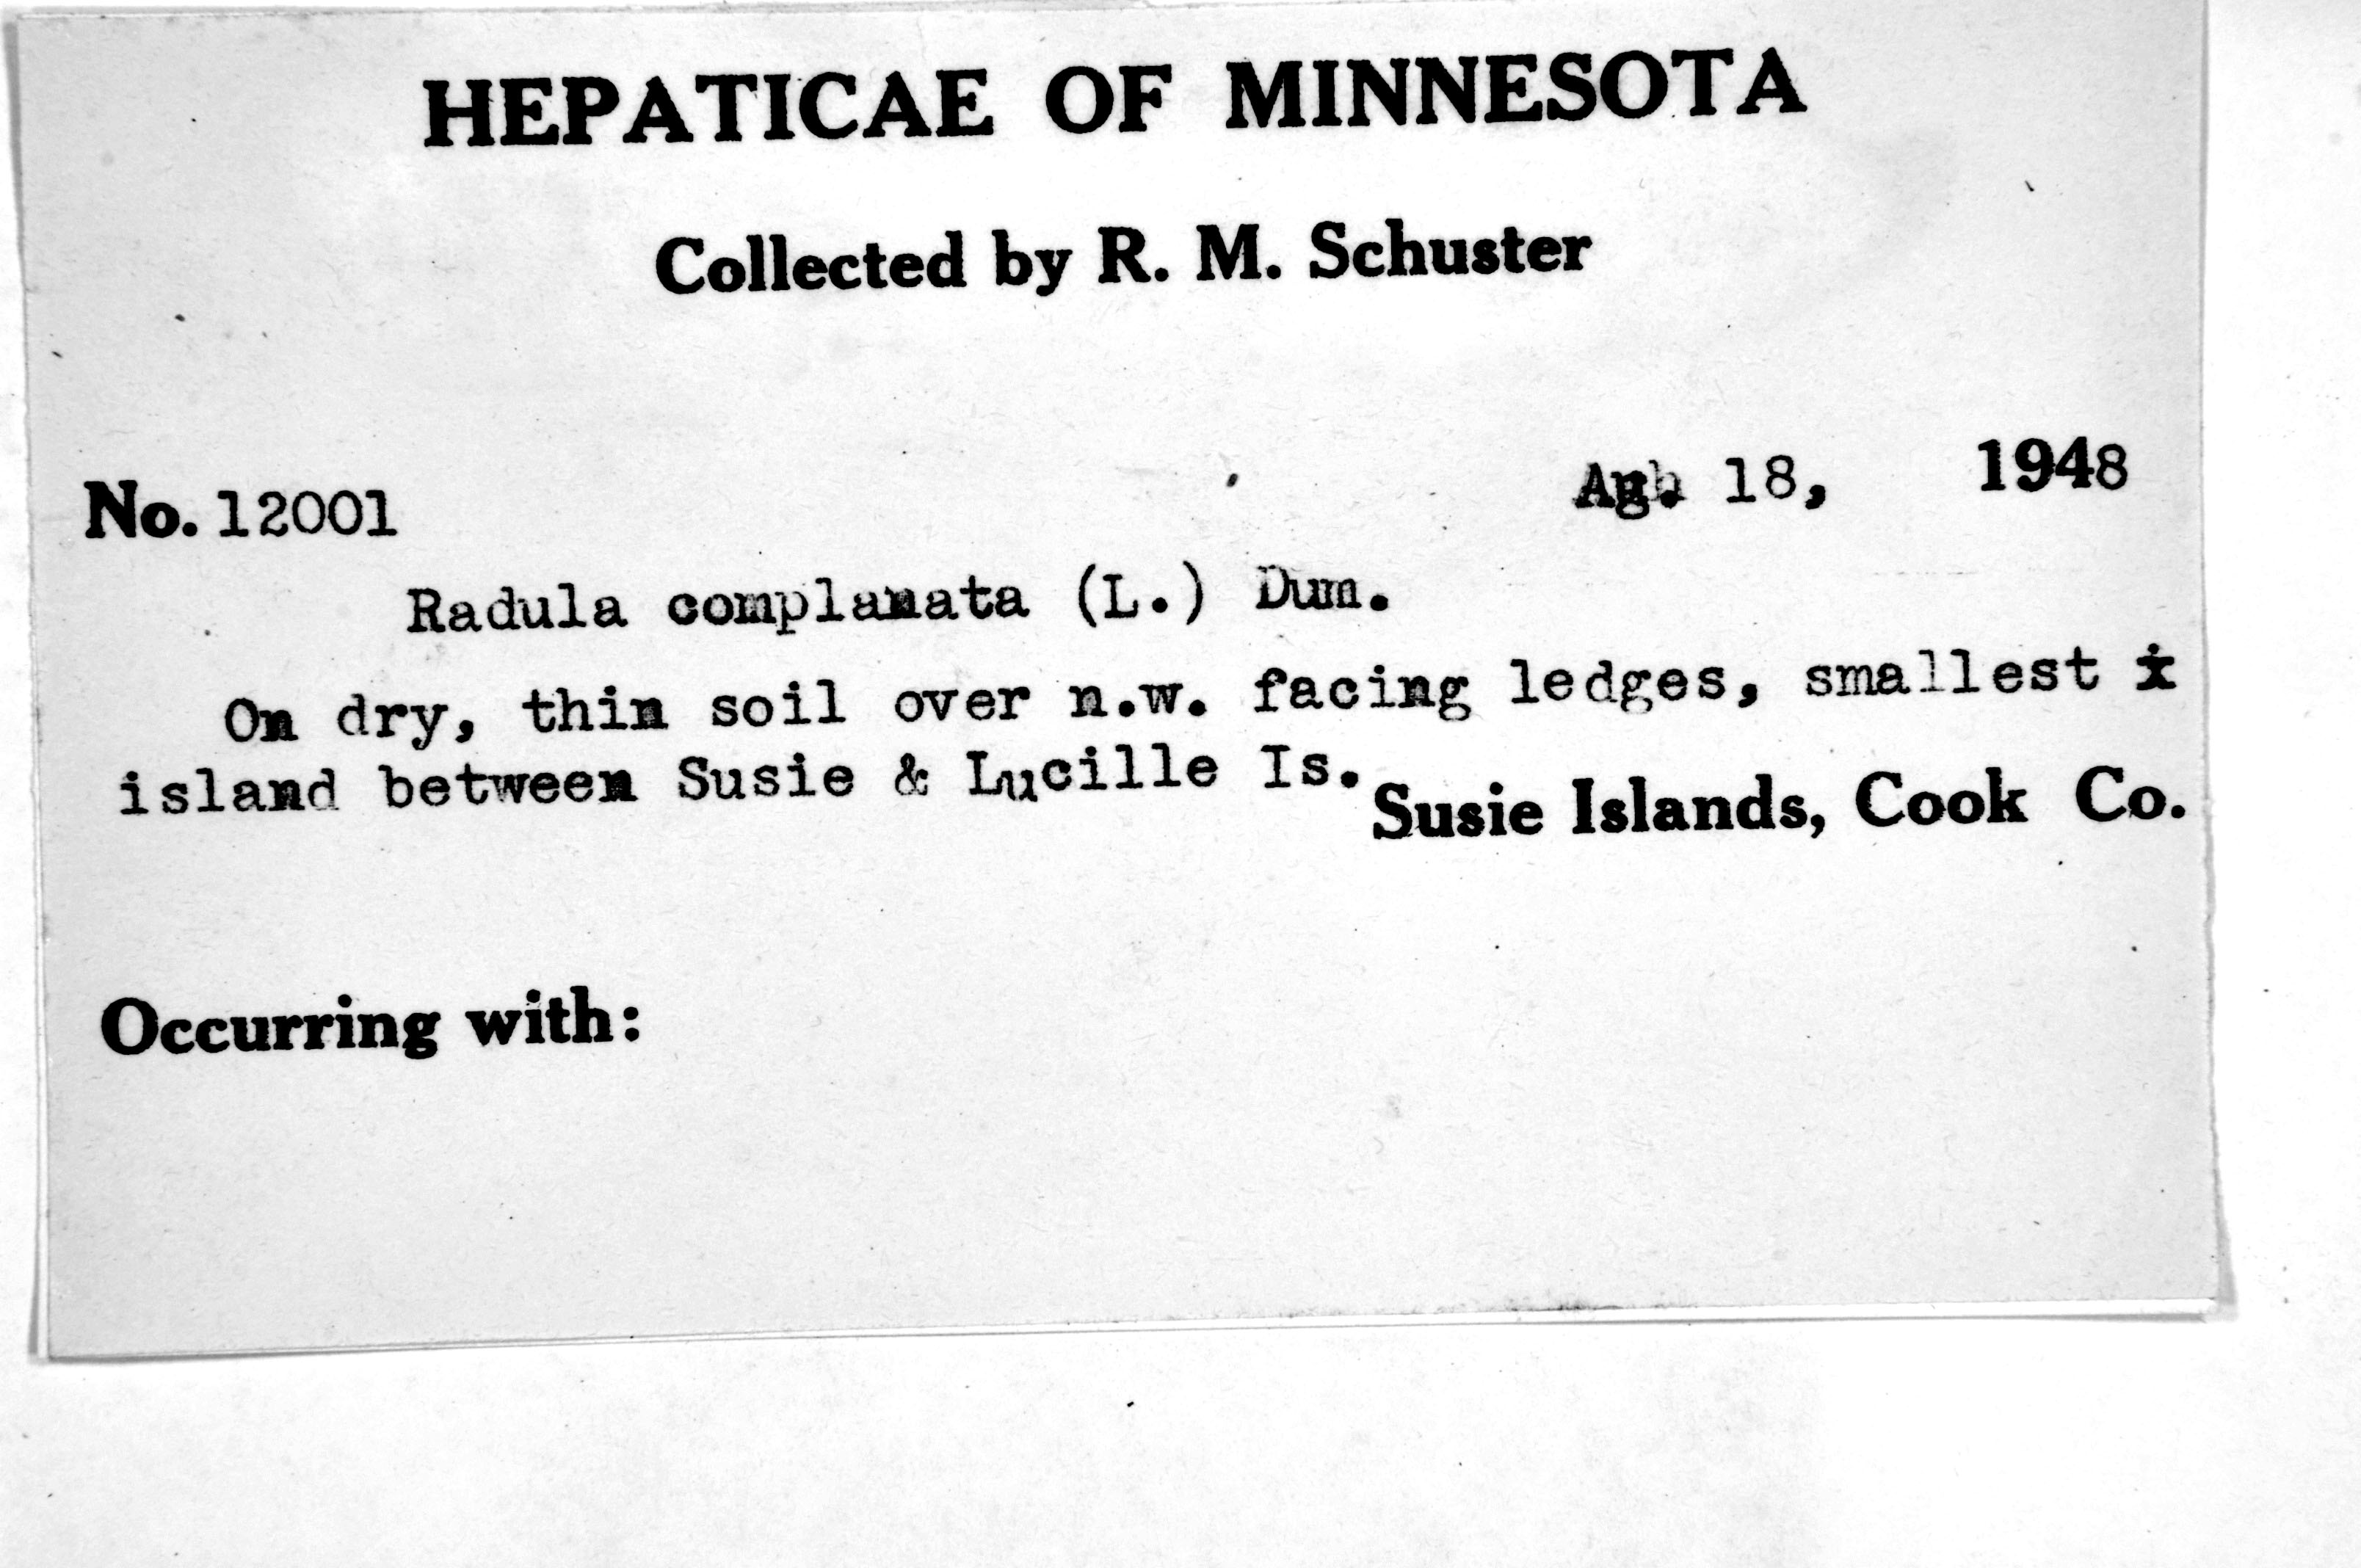 HEPATICAE OF MINNESOTA
Collected by R. M. Schuster
No. 12001 18, 1948
Radula complanata (L.) Dum.
On dry, thin soil over n.w. facing ledges, smallest
island between Susie & Lucille Is.
Susie Islands, Cook Co.
Occurring with: